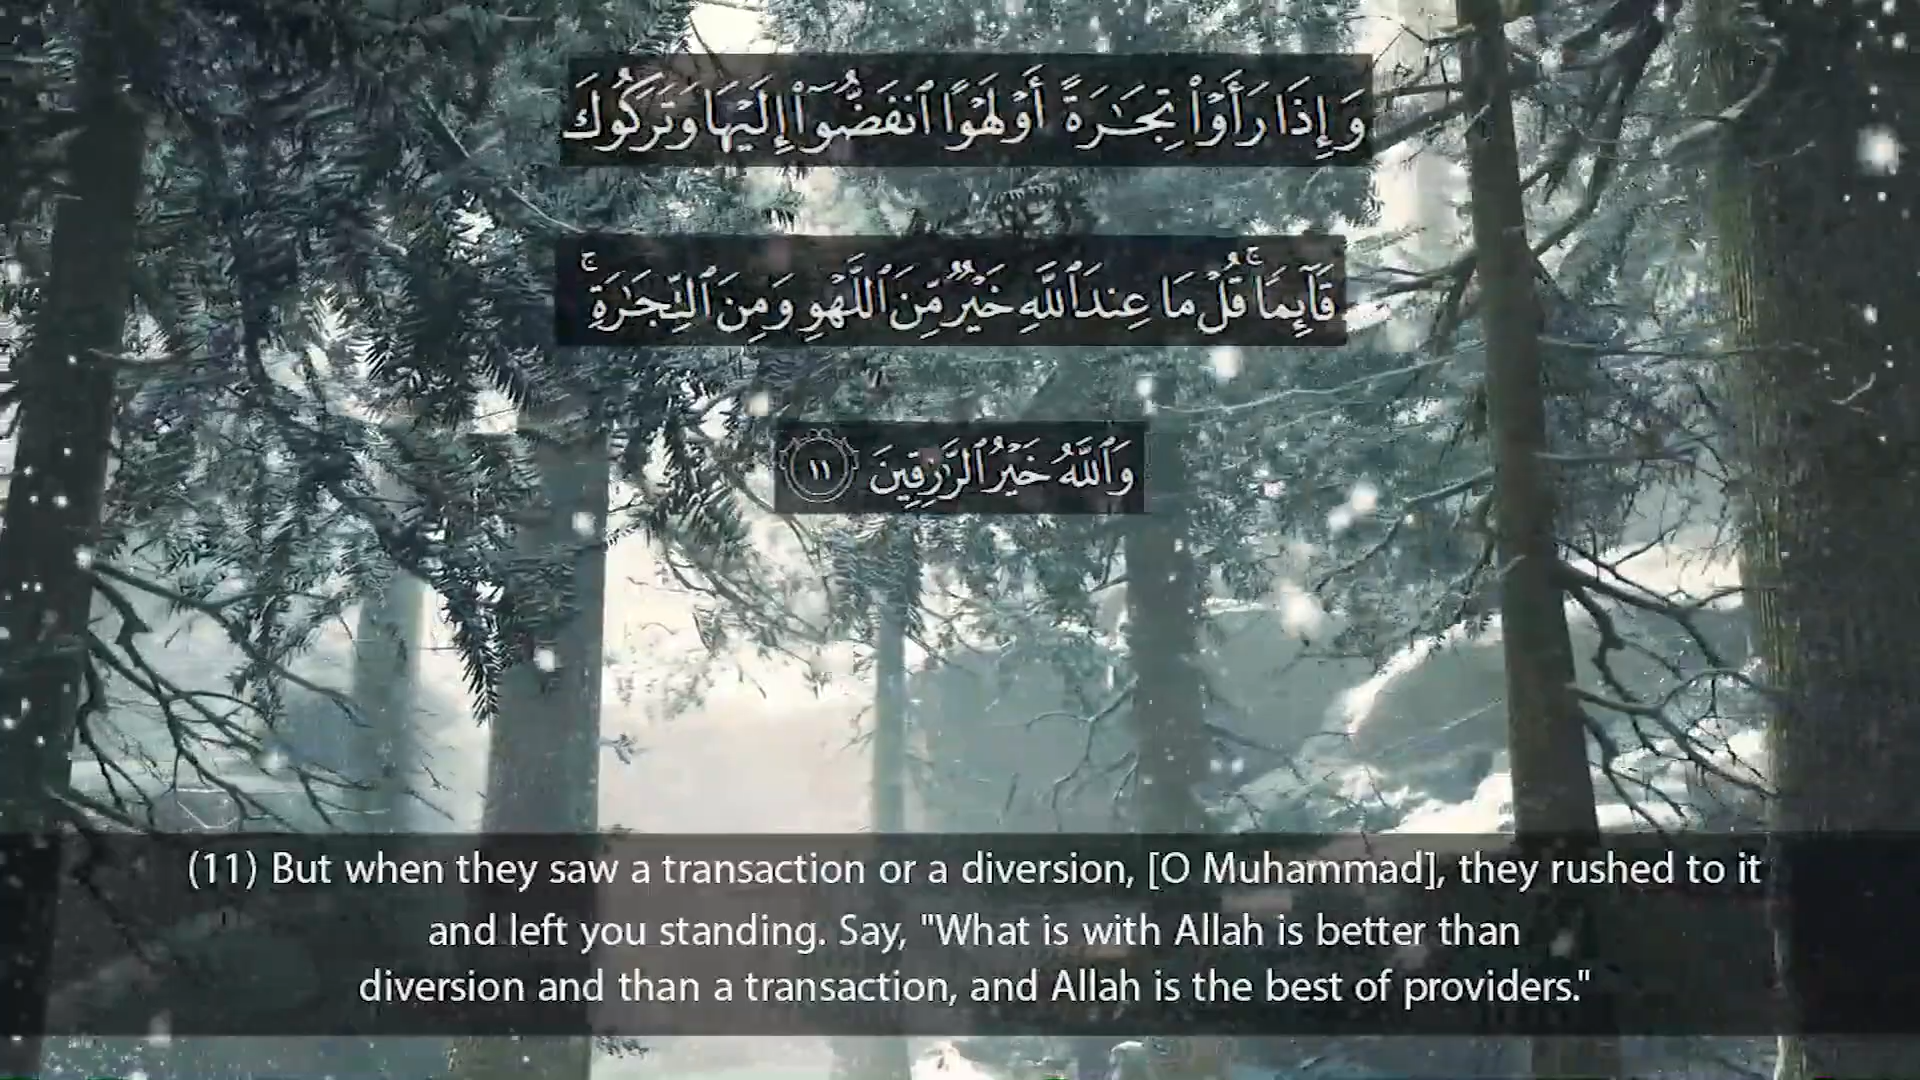 وَإِذَا رَأَوْا۟ تِجَـٰرَةً أَوْ لَهْوًا ٱنفَضُّوٓا۟ إِلَيْهَا وَتَرَكُوكَ
قَآئِمًا ۚ قُلْ مَا عِندَ ٱللَّهِ خَيْرٌ مِّنَ ٱللَّهْوِ وَمِنَ ٱلتِّجَـٰرَةِ ۚ
وَٱللَّهُ خَيْرُ ٱلرَّٰزِقِينَ ١١
(11) But when they saw a transaction or a diversion, [O Muhammad], they rushed to it
and left you standing. Say, "What is with Allah is better than
diversion and than a transaction, and Allah is the best of providers."